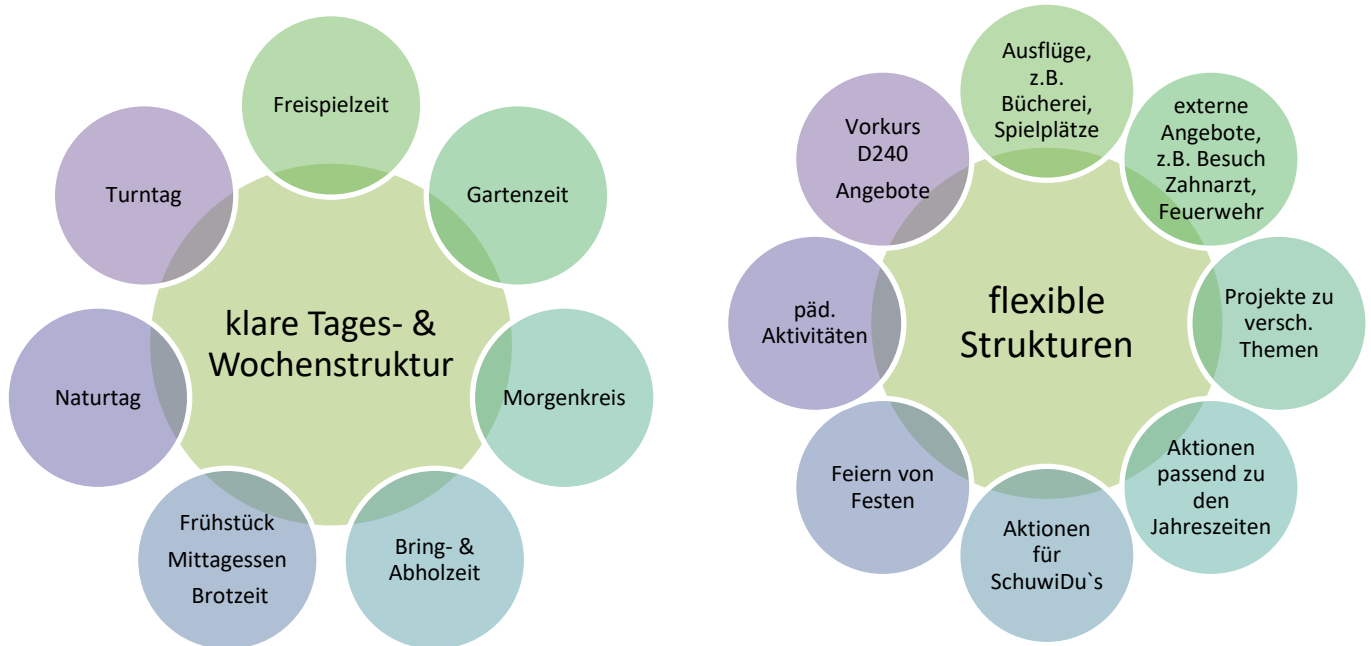 Freispielzeit
Gartenzeit
Morgenkreis
Bring- &
Abholzeit
Frühstück
Mittagessen
Brotzeit
Naturtag
Turntag
klare Tages- &
Wochenstruktur
Ausflüge,
z.B.
Bücherei,
Spielplätze
externe
Angebote,
z.B. Besuch
Zahnarzt,
Feuerwehr
Projekte zu
versch.
Themen
Aktionen
passend zu
den
Jahreszeiten
Aktionen
für
SchuwiDu`s
Feiern von
Festen
päd.
Aktivitäten
Vorkurs
D240
Angebote
flexible
Strukturen